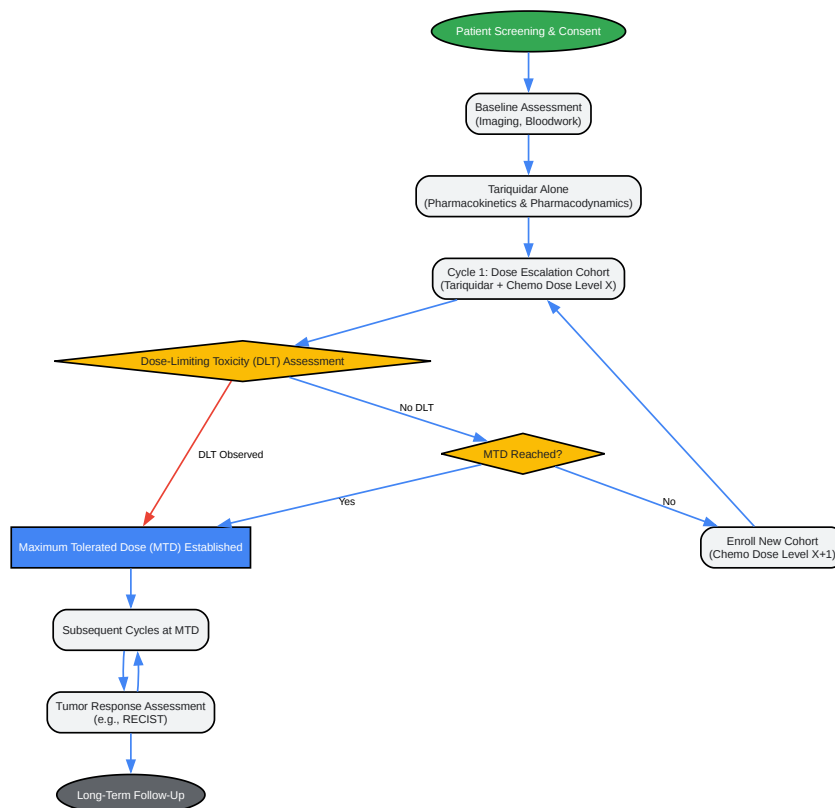 Patient Screening & Consent
Baseline Assessment
(Imaging, Bloodwork)
Tariquidar Alone
(Pharmacokinetics & Pharmacodynamics)
Cycle 1: Dose Escalation Cohort
(Tariquidar + Chemo Dose Level X)
Dose-Limiting Toxicity (DLT) Assessment
No DLT
DLT Observed
MTD Reached?
Yes
No
Maximum Tolerated Dose (MTD) Established
Enroll New Cohort
(Chemo Dose Level X+1)
Subsequent Cycles at MTD
Tumor Response Assessment
(e.g., RECIST)
Long-Term Follow-Up